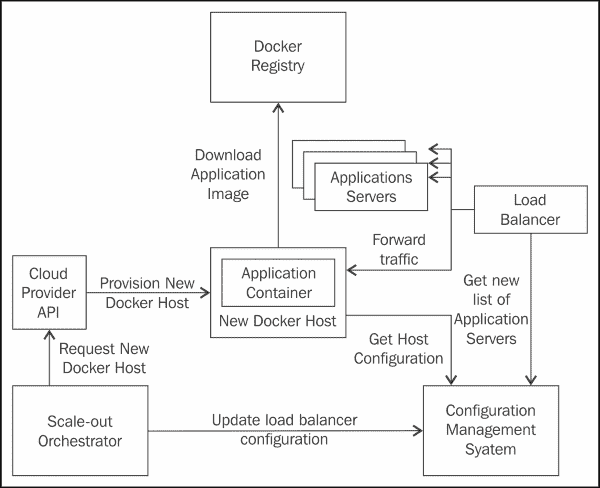 Docker
Registry
Download
Application
Image
Applications
Servers
Load
Balancer
Forward
traffic
Cloud
Provider
API
Provision New
Docker Host
Application
Container
New Docker Host
Get new
list of
Application
Servers
Request New
Docker Host
Get Host
Configuration
Scale-out
Orchestrator
Update load balancer
configuration
Configuration
Management
Syatem